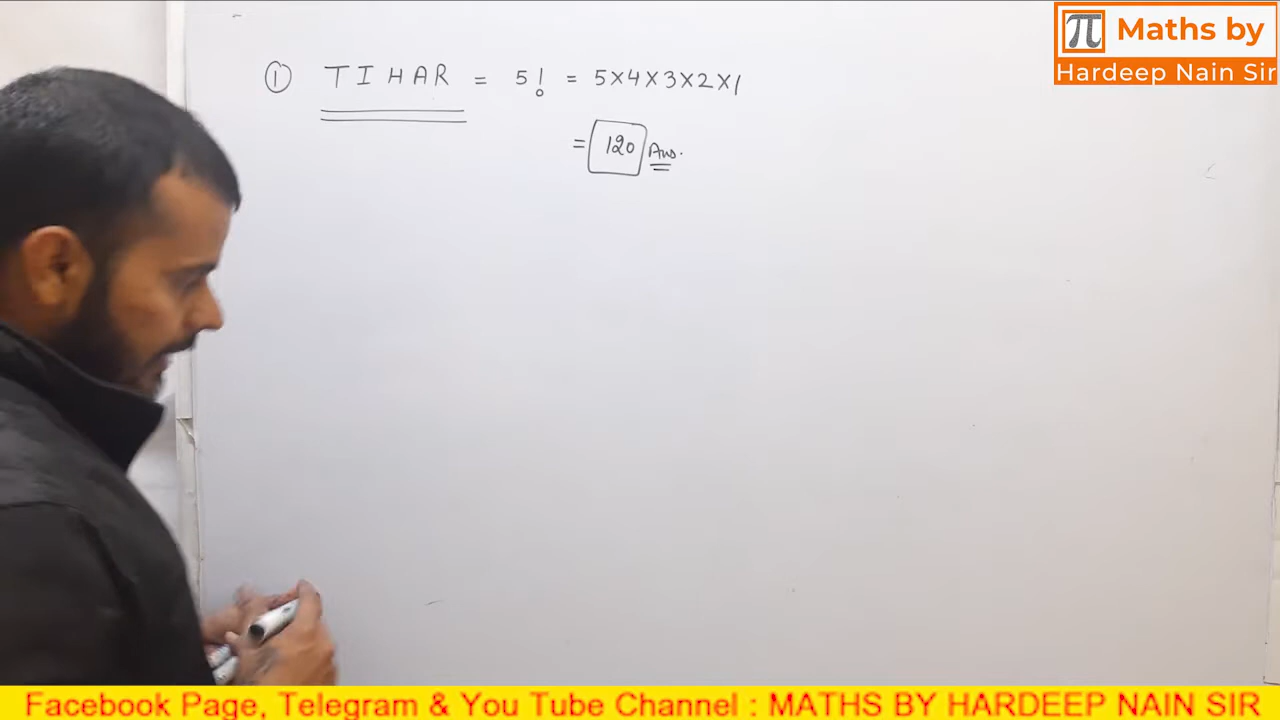 π Maths by
Hardeep Nain Sir
① TIHAR = 5! = 5×4×3×2×1
= 120 Ans.
Facebook Page, Telegram & You Tube Channel : MATHS BY HARDEEP NAIN SIR